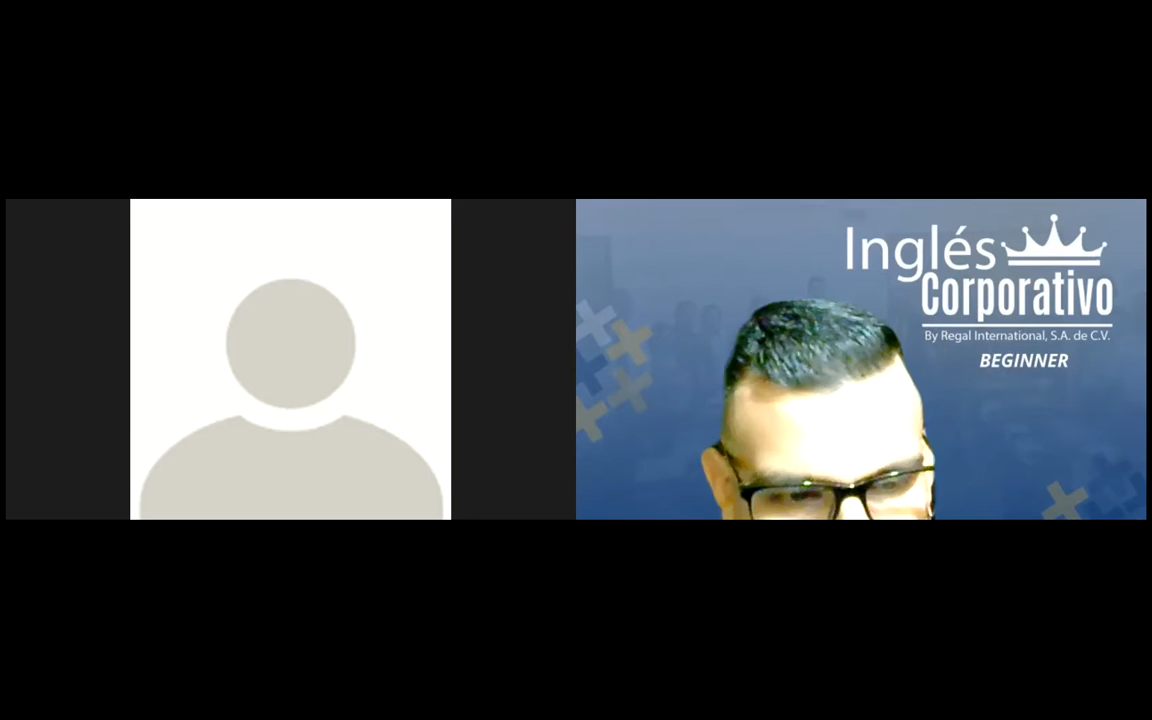 Inglés
Corporativo
By Regal International, S.A. de C.V.
BEGINNER